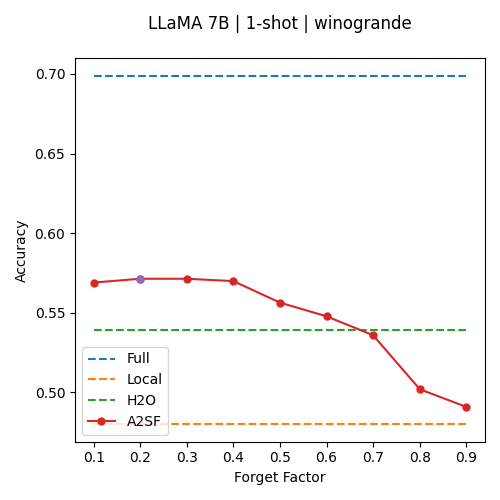 LLaMA 7B | 1-shot | winogrande
0.70
0.65
0.60
0.55
0.50
Accuracy
Full
Local
H2O
A2SF
0.1 0.2 0.3 0.4 0.5 0.6 0.7 0.8 0.9
Forget Factor